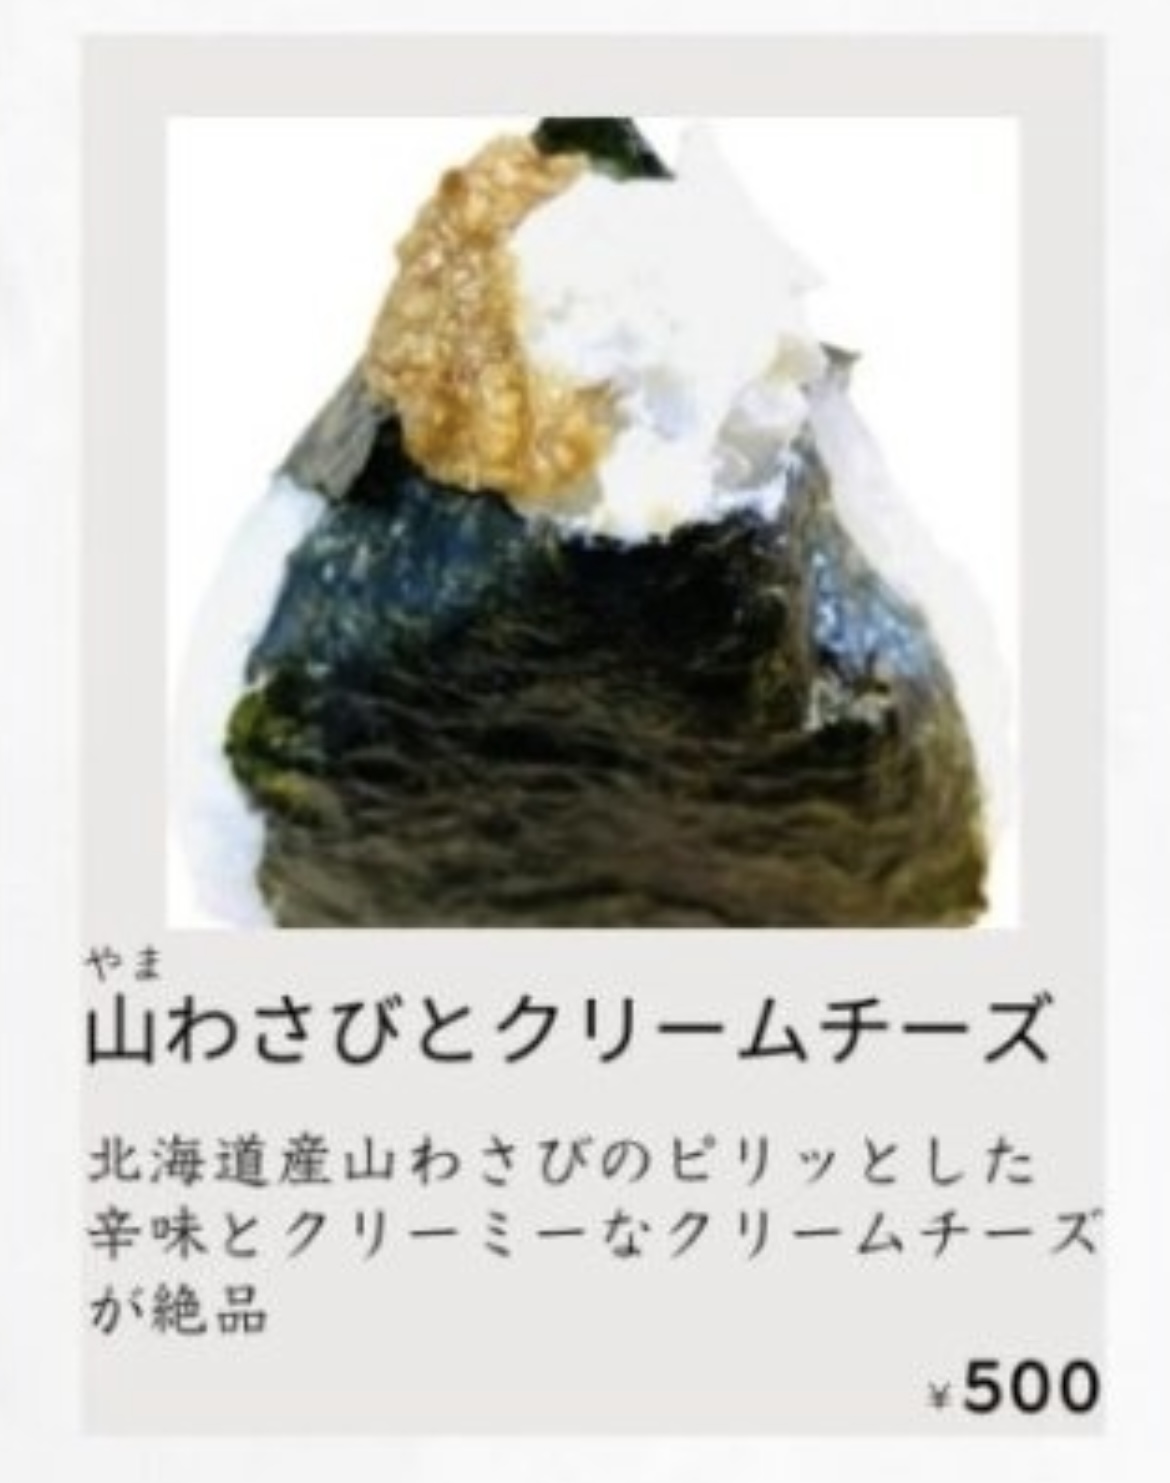 やま
山わさびとクリームチーズ
北海道産山わさびのピリッとした
辛味とクリーミーなクリームチーズ
が絶品
¥500